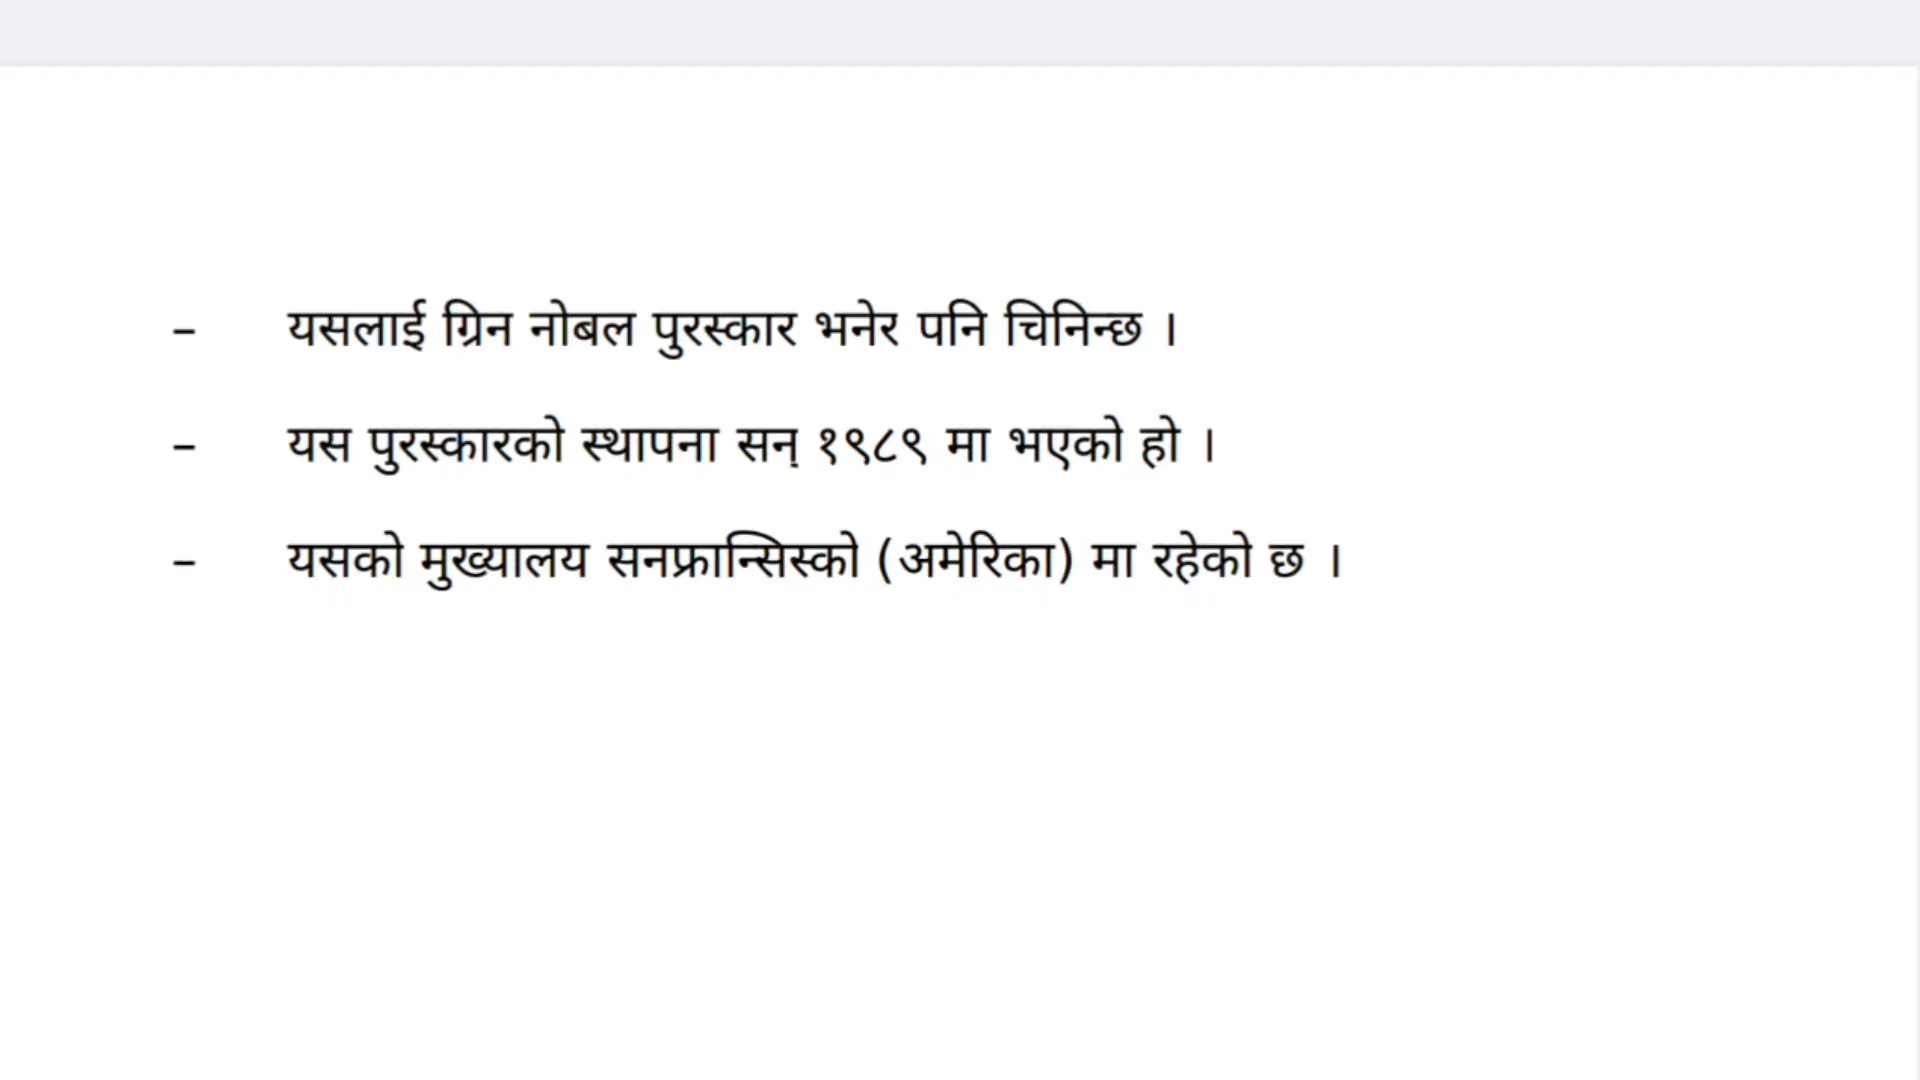 – यसलाई ग्रिन नोबल पुरस्कार भनेर पनि चिनिन्छ ।
– यस पुरस्कारको स्थापना सन् १९८९ मा भएको हो ।
– यसको मुख्यालय सनफ्रान्सिस्को (अमेरिका) मा रहेको छ ।